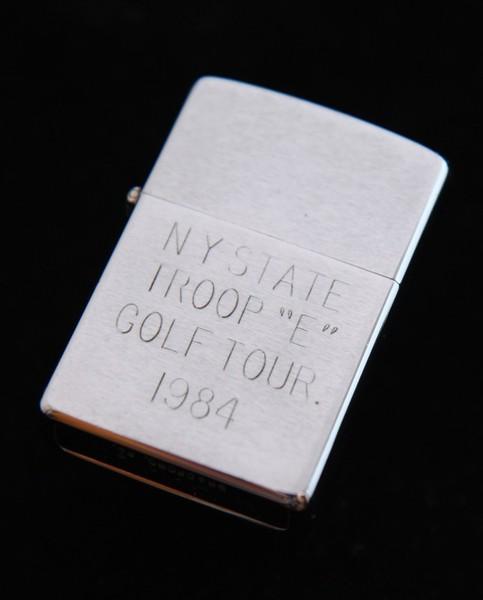 NY STATE
TROOP "E"
GOLF TOUR.
1984